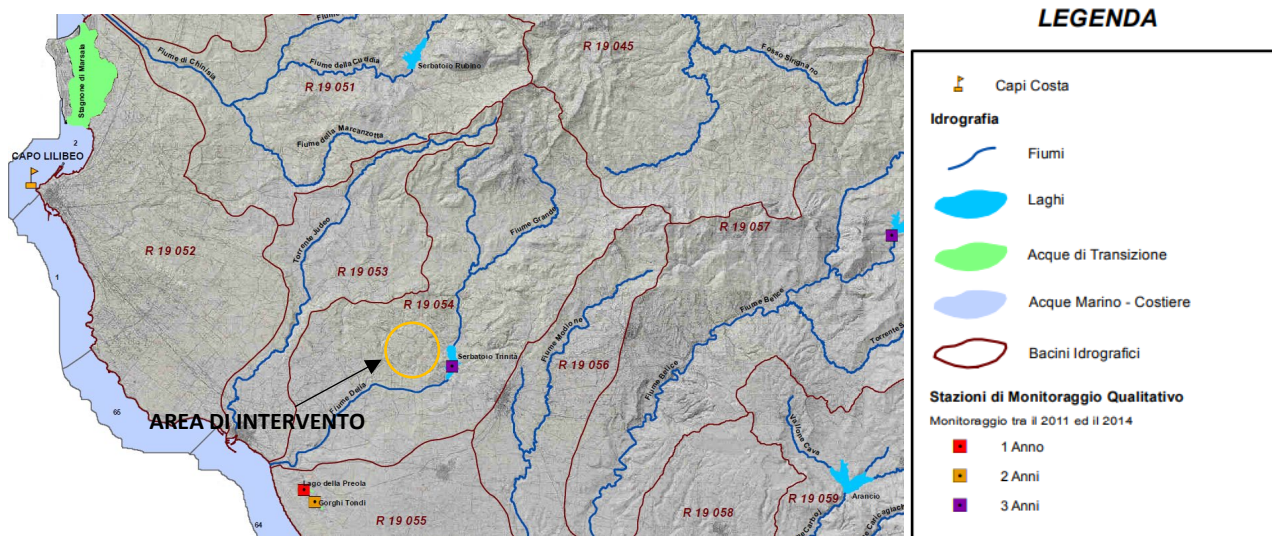 R 19 045
Fosso Sirignano
Fiume di Chinisia
Fiume della Cuddia
Serbatoio Rubino
R 19 051
Stagnone di Marsala
Fiume della Marcanzotta
2
CAPO LILIBEO
R 19 057
Fiume Grande
R 19 052
Torrente Judeo
R 19 053
1
R 19 054
Fiume Modione
Fiume Belice
Serbatoio Trinità
R 19 056
Fiume Delia
Fiume Belice
65
AREA DI INTERVENTO
Vallone Cava
Lago della Preola
Gorghi Tondi
R 19 059
Arancio
64
R 19 055
R 19 058
LEGENDA
Capi Costa
Idrografia
Fiumi
Laghi
Acque di Transizione
Acque Marino - Costiere
Bacini Idrografici
Stazioni di Monitoraggio Qualitativo
Monitoraggio tra il 2011 ed il 2014
1 Anno
2 Anni
3 Anni